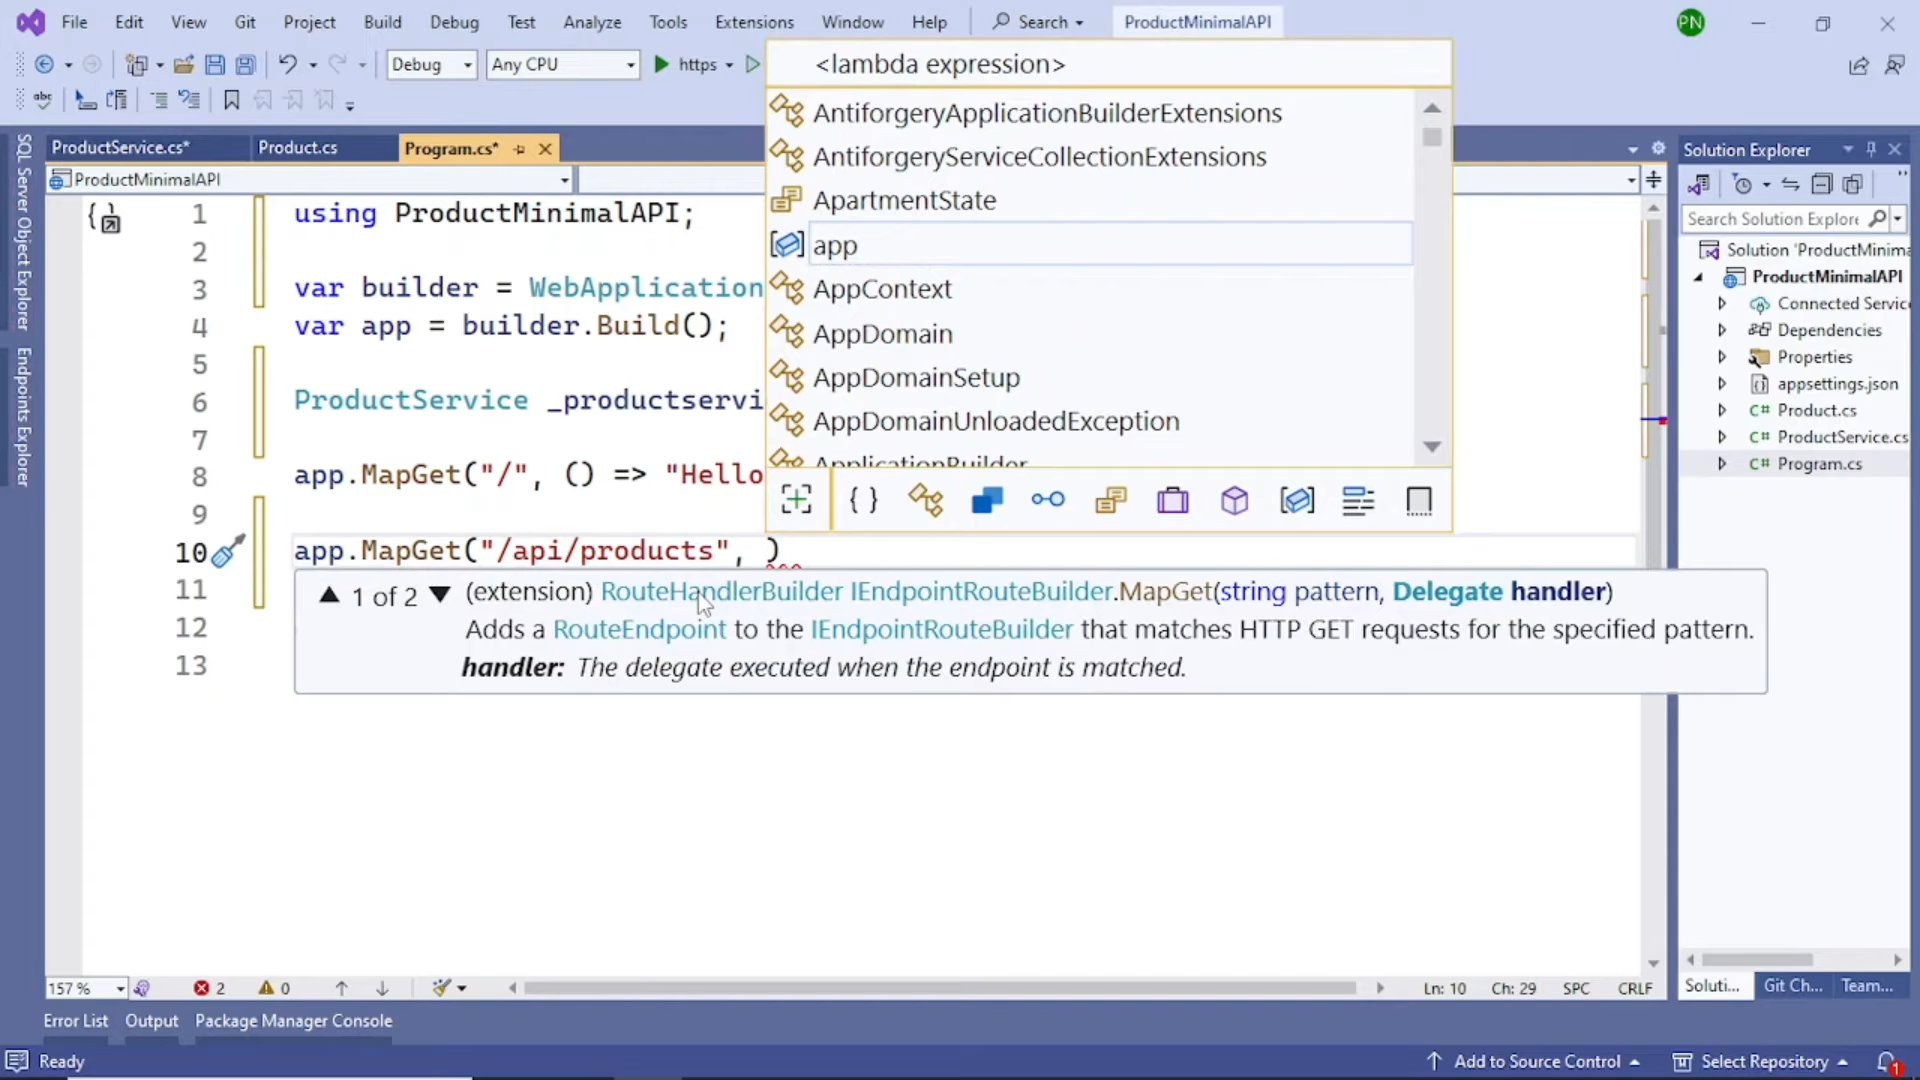 File Edit View Git Project Build Debug Test Analyze Tools Extensions Window Help Search ProductMinimalAPI PN
Debug Any CPU https
abc
<lambda expression>
AntiforgeryApplicationBuilderExtensions
AntiforgeryServiceCollectionExtensions
ApartmentState
app
AppContext
AppDomain
AppDomainSetup
AppDomainUnloadedException
ApplicationBuilder
SQL Server Object Explorer
Endpoints Explorer
ProductService.cs* Product.cs Program.cs*
ProductMinimalAPI
1 using ProductMinimalAPI;
2
3 var builder = WebApplication
4 var app = builder.Build();
5
6 ProductService _productservi
7
8 app.MapGet("/", () => "Hello
9
10 app.MapGet("/api/products", )
11
12
13
1 of 2 (extension) RouteHandlerBuilder IEndpointRouteBuilder.MapGet(string pattern, Delegate handler)
Adds a RouteEndpoint to the IEndpointRouteBuilder that matches HTTP GET requests for the specified pattern.
handler: The delegate executed when the endpoint is matched.
Solution Explorer
Search Solution Explore
Solution 'ProductMinima
ProductMinimalAPI
Connected Servic
Dependencies
Properties
appsettings.json
C# Product.cs
C# ProductService.cs
C# Program.cs
157 % 2 0 Ln: 10 Ch: 29 SPC CRLF
Soluti... Git Ch... Team...
Error List Output Package Manager Console
Ready Add to Source Control Select Repository 1